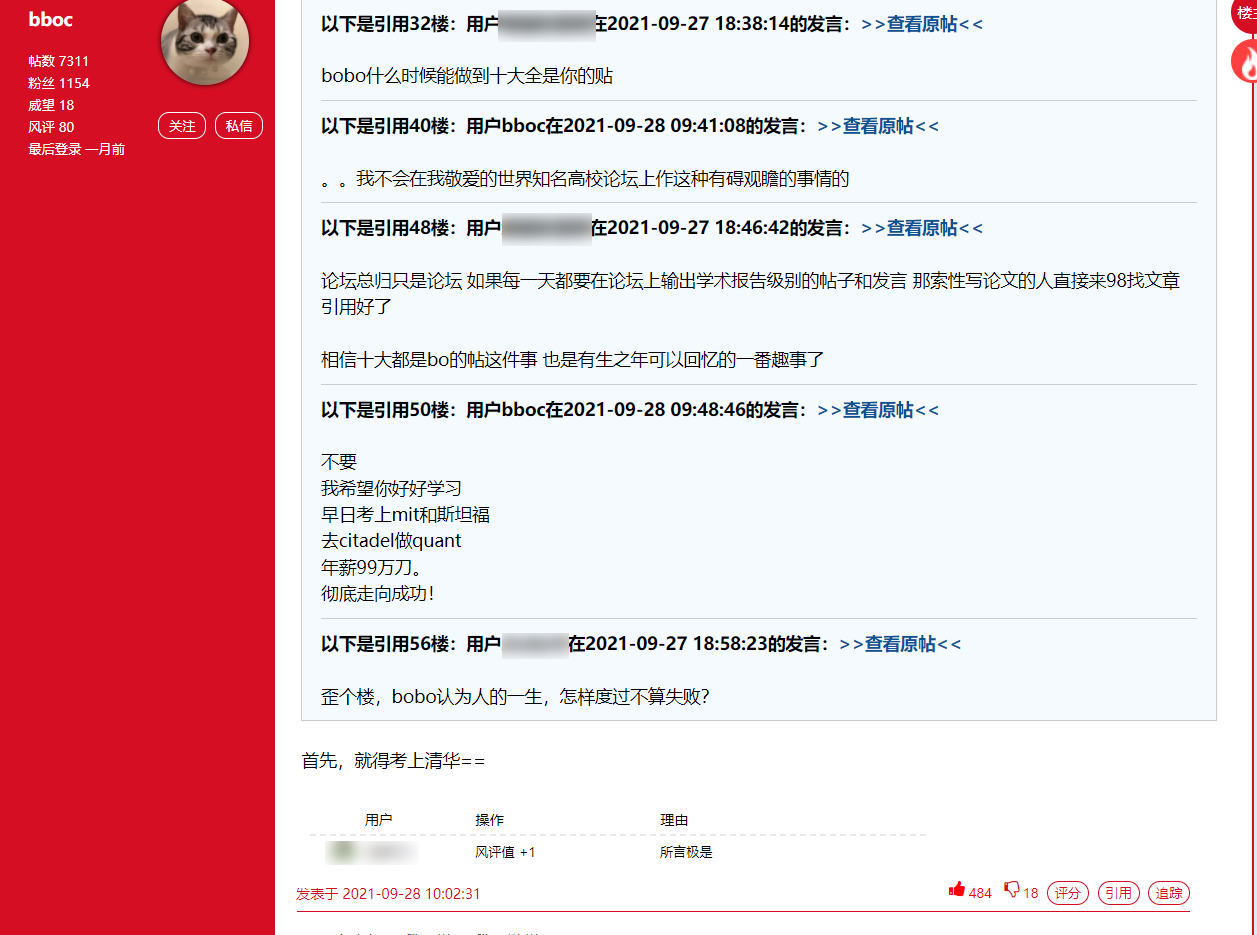 bboc
帖数 7311
粉丝 1154
威望 18
风评 80
最后登录 一月前
关注
私信
以下是引用32楼：用户在2021-09-27 18:38:14的发言：>>查看原帖<<
bobo什么时候能做到十大全是你的贴
以下是引用40楼：用户bboc在2021-09-28 09:41:08的发言：>>查看原帖<<
。。我不会在我敬爱的世界知名高校论坛上作这种有碍观瞻的事情的
以下是引用48楼：用户在2021-09-27 18:46:42的发言：>>查看原帖<<
论坛总归只是论坛 如果每一天都要在论坛上输出学术报告级别的帖子和发言 那索性写论文的人直接来98找文章
引用好了
相信十大都是bo的帖这件事 也是有生之年可以回忆的一番趣事了
以下是引用50楼：用户bboc在2021-09-28 09:48:46的发言：>>查看原帖<<
不要
我希望你好好学习
早日考上mit和斯坦福
去citadel做quant
年薪99万刀。
彻底走向成功！
以下是引用56楼：用户在2021-09-27 18:58:23的发言：>>查看原帖<<
歪个楼，bobo认为人的一生，怎样度过不算失败？
首先，就得考上清华==
用户 操作 理由
风评值 +1 所言极是
发表于 2021-09-28 10:02:31
484 18 评分 引用 追踪
楼